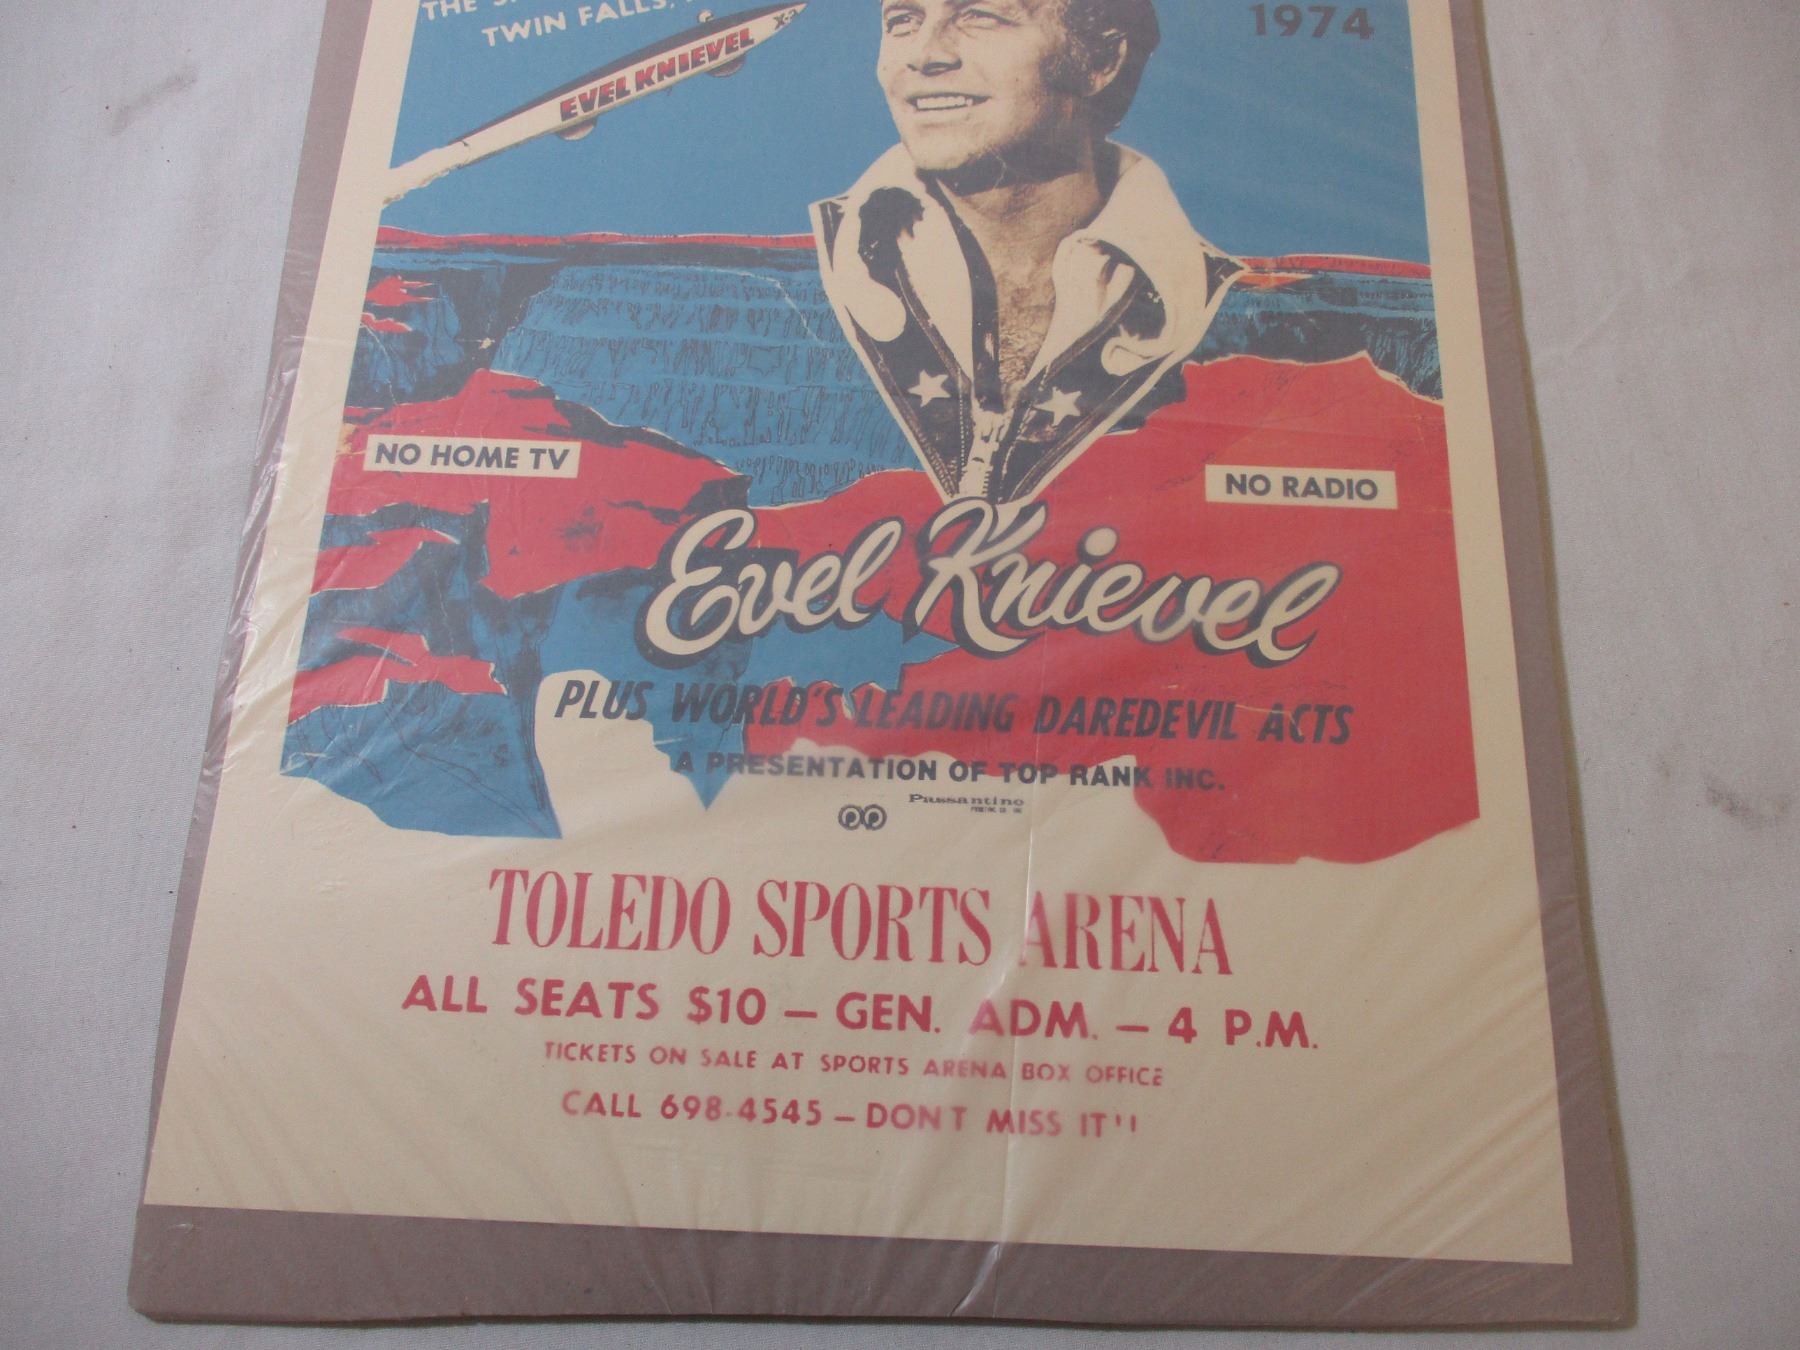 THE
TWIN FALLS,
1974
EVEL KNIEVEL X-2
NO HOME TV
NO RADIO
Evel Knievel
PLUS WORLD'S LEADING DAREDEVIL ACTS
A PRESENTATION OF TOP RANK INC.
Passantino
TOLEDO SPORTS ARENA
ALL SEATS $10 — GEN. ADM. — 4 P.M.
TICKETS ON SALE AT SPORTS ARENA BOX OFFICE
CALL 698-4545 — DON'T MISS IT!!